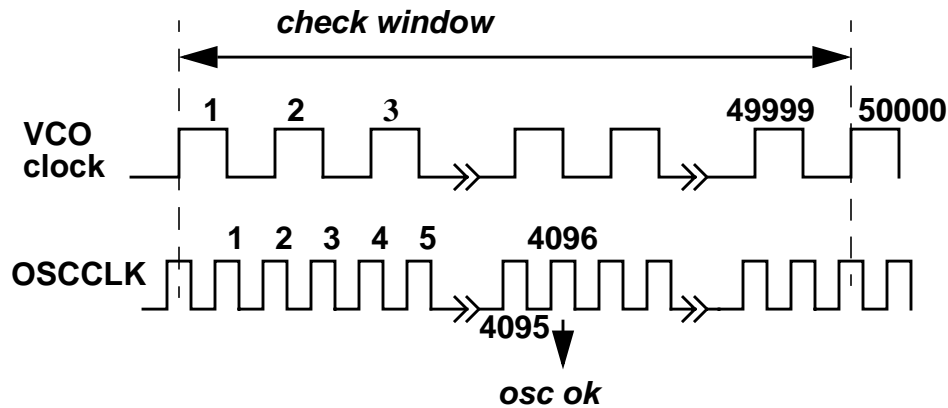 check window
1 2 3 49999 50000
VCO
clock
1 2 3 4 5 4096
OSCCLK
4095
osc ok